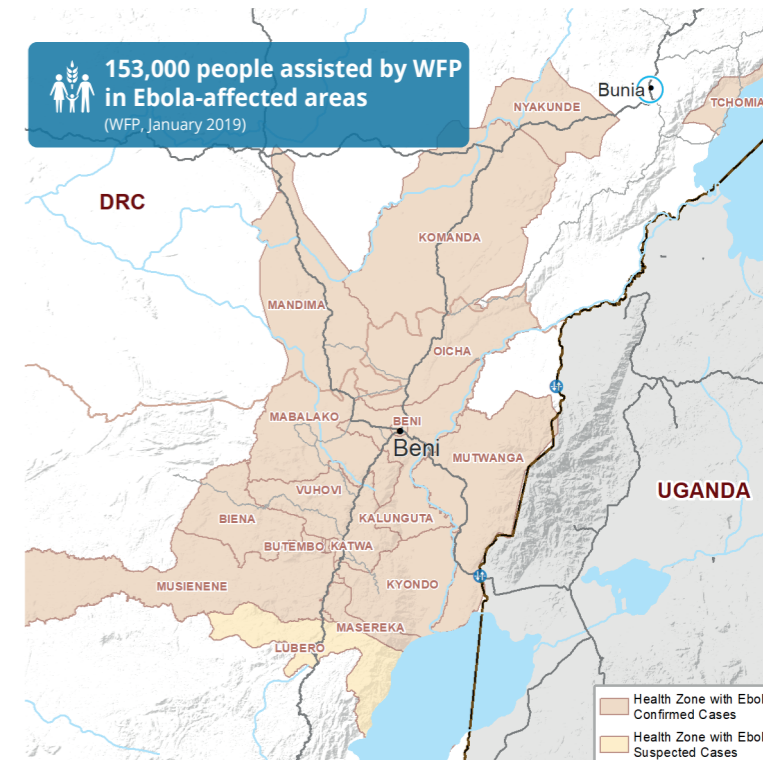 153,000 people assisted by WFP
in Ebola-affected areas
(WFP, January 2019)
Bunia
NYAKUNDE
TCHOMIA
DRC
KOMANDA
MANDIMA
OICHA
MABALAKO
BENI
Beni
MUTWANGA
UGANDA
VUHOVI
BIENA
KALUNGUTA
BUTEMBO
KATWA
MUSIENENE
KYONDO
MASEREKA
LUBERO
Health Zone with Ebol
Confirmed Cases
Health Zone with Ebol
Suspected Cases